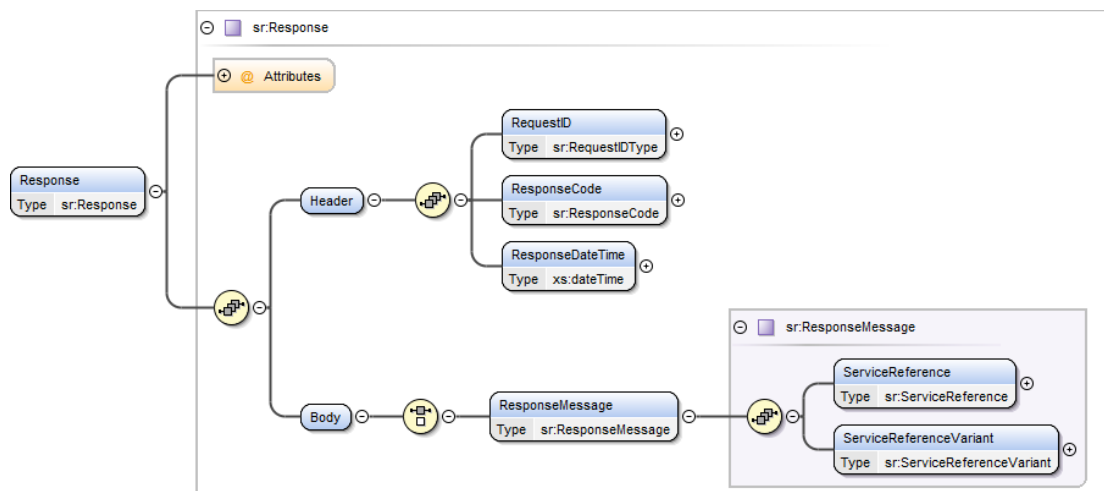 sr:Response
@ Attributes
RequestID
Type sr:RequestIDType
Response
Type sr:Response
Header
ResponseCode
Type sr:ResponseCode
ResponseDateTime
Type xs:dateTime
sr:ResponseMessage
ServiceReference
Type sr:ServiceReference
Body
ResponseMessage
Type sr:ResponseMessage
ServiceReferenceVariant
Type sr:ServiceReferenceVariant